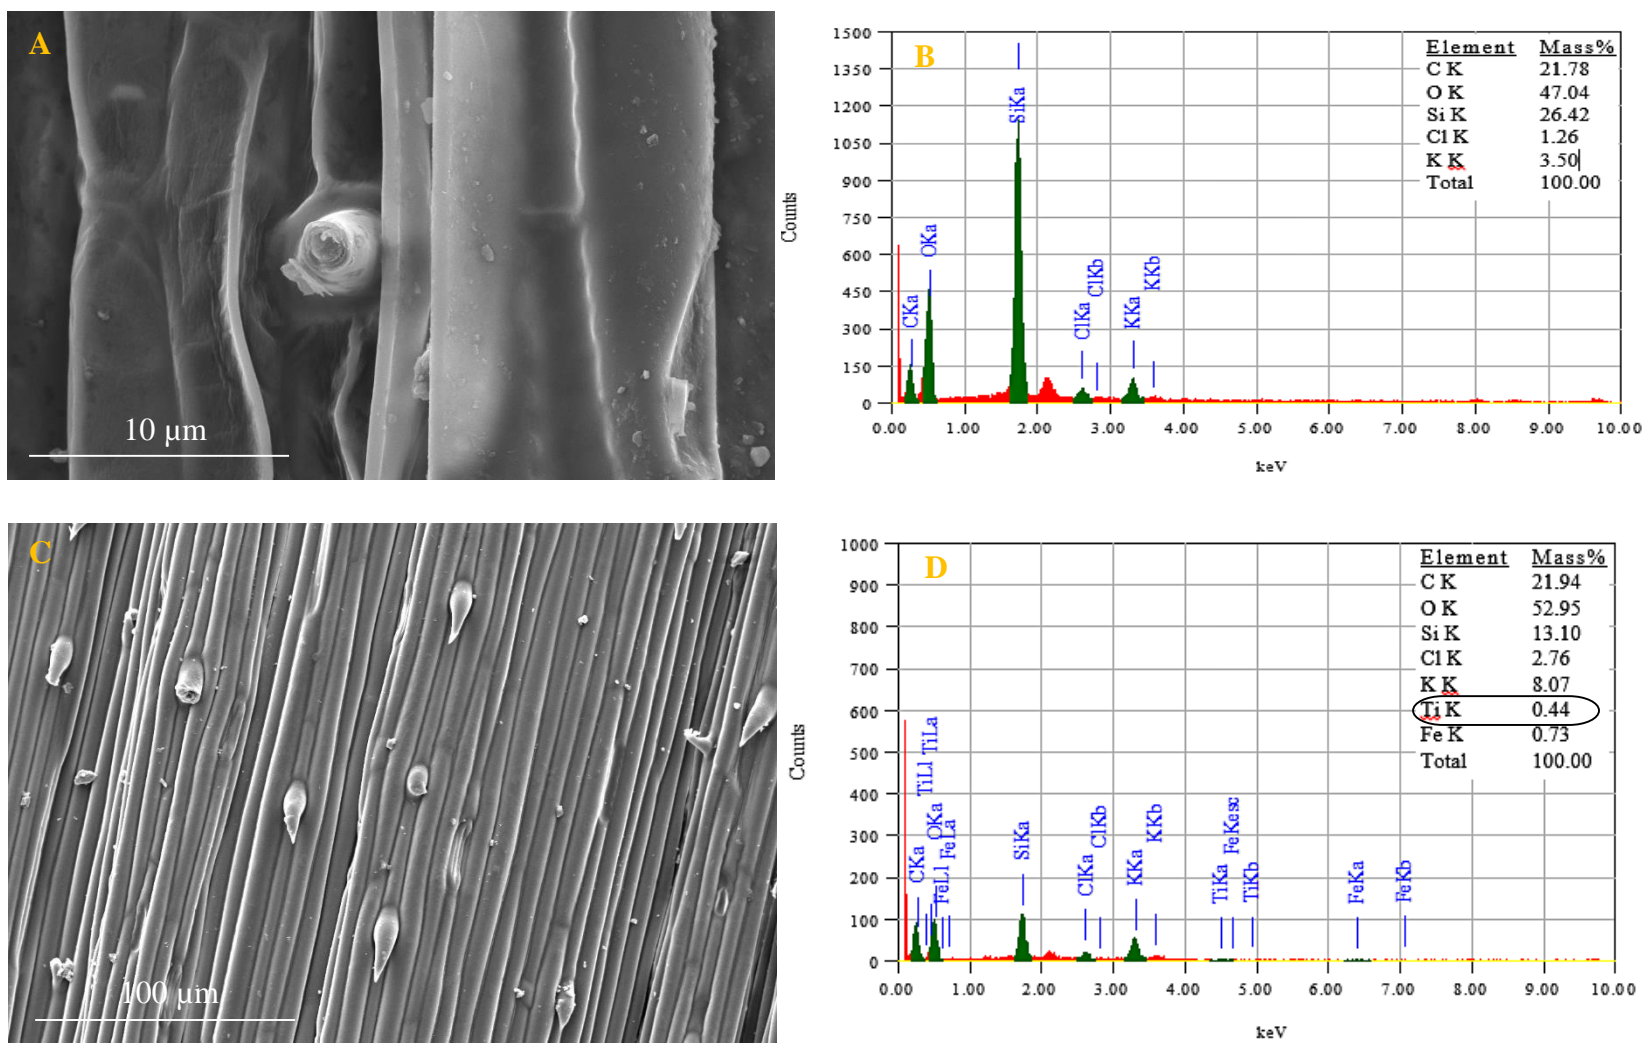 A
10 µm
B
1500
1350
1200
1050
900
750
600
450
300
150
0
Counts
CKa
OKa
SiKa
ClKa
ClKb
KKa
KKb
Element Mass%
C K 21.78
O K 47.04
Si K 26.42
Cl K 1.26
K K 3.50
Total 100.00
0.00 1.00 2.00 3.00 4.00 5.00 6.00 7.00 8.00 9.00 10.00
keV
C
100 µm
D
1000
900
800
700
600
500
400
300
200
100
0
Counts
CKa
TiLl TiLa
OKa
FeLl FeLa
SiKa
ClKa
ClKb
KKa
KKb
TiKa
FeKesc
TiKb
FeKa
FeKb
Element Mass%
C K 21.94
O K 52.95
Si K 13.10
Cl K 2.76
K K 8.07
Ti K 0.44
Fe K 0.73
Total 100.00
0.00 1.00 2.00 3.00 4.00 5.00 6.00 7.00 8.00 9.00 10.00
keV